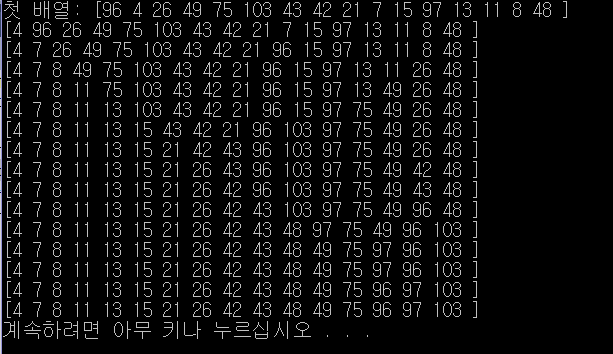 첫 배열: [96 4 26 49 75 103 43 42 21 7 15 97 13 11 8 48 ]
[4 96 26 49 75 103 43 42 21 7 15 97 13 11 8 48 ]
[4 7 26 49 75 103 43 42 21 96 15 97 13 11 8 48 ]
[4 7 8 49 75 103 43 42 21 96 15 97 13 11 26 48 ]
[4 7 8 11 75 103 43 42 21 96 15 97 13 49 26 48 ]
[4 7 8 11 13 103 43 42 21 96 15 97 75 49 26 48 ]
[4 7 8 11 13 15 43 42 21 96 103 97 75 49 26 48 ]
[4 7 8 11 13 15 21 42 43 96 103 97 75 49 26 48 ]
[4 7 8 11 13 15 21 26 43 96 103 97 75 49 42 48 ]
[4 7 8 11 13 15 21 26 42 96 103 97 75 49 43 48 ]
[4 7 8 11 13 15 21 26 42 43 103 97 75 49 96 48 ]
[4 7 8 11 13 15 21 26 42 43 48 97 75 49 96 103 ]
[4 7 8 11 13 15 21 26 42 43 48 49 75 97 96 103 ]
[4 7 8 11 13 15 21 26 42 43 48 49 75 97 96 103 ]
[4 7 8 11 13 15 21 26 42 43 48 49 75 96 97 103 ]
[4 7 8 11 13 15 21 26 42 43 48 49 75 96 97 103 ]
계속하려면 아무 키나 누르십시오 . . .